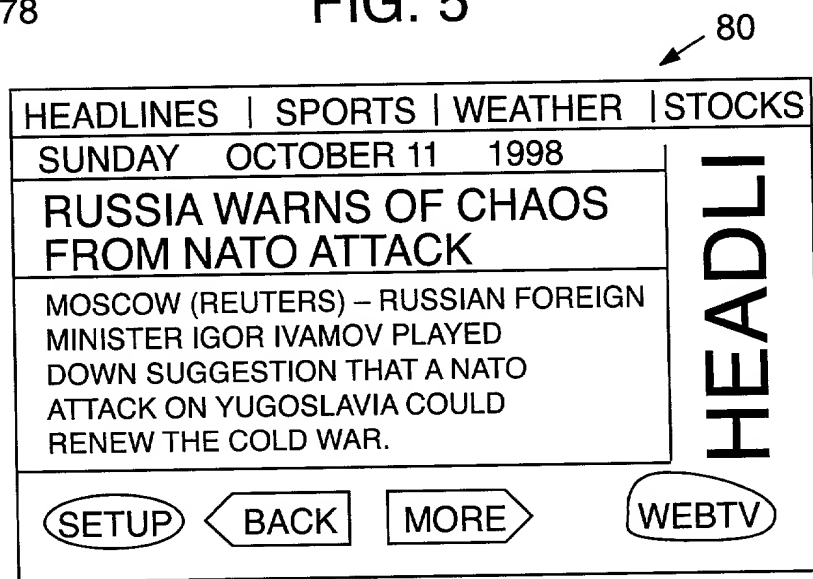 78
FIG. 5
80
HEADLINES | SPORTS | WEATHER | STOCKS
SUNDAY OCTOBER 11 1998
RUSSIA WARNS OF CHAOS
FROM NATO ATTACK
MOSCOW (REUTERS) – RUSSIAN FOREIGN
MINISTER IGOR IVAMOV PLAYED
DOWN SUGGESTION THAT A NATO
ATTACK ON YUGOSLAVIA COULD
RENEW THE COLD WAR.
HEADLI
SETUP BACK MORE WEBTV